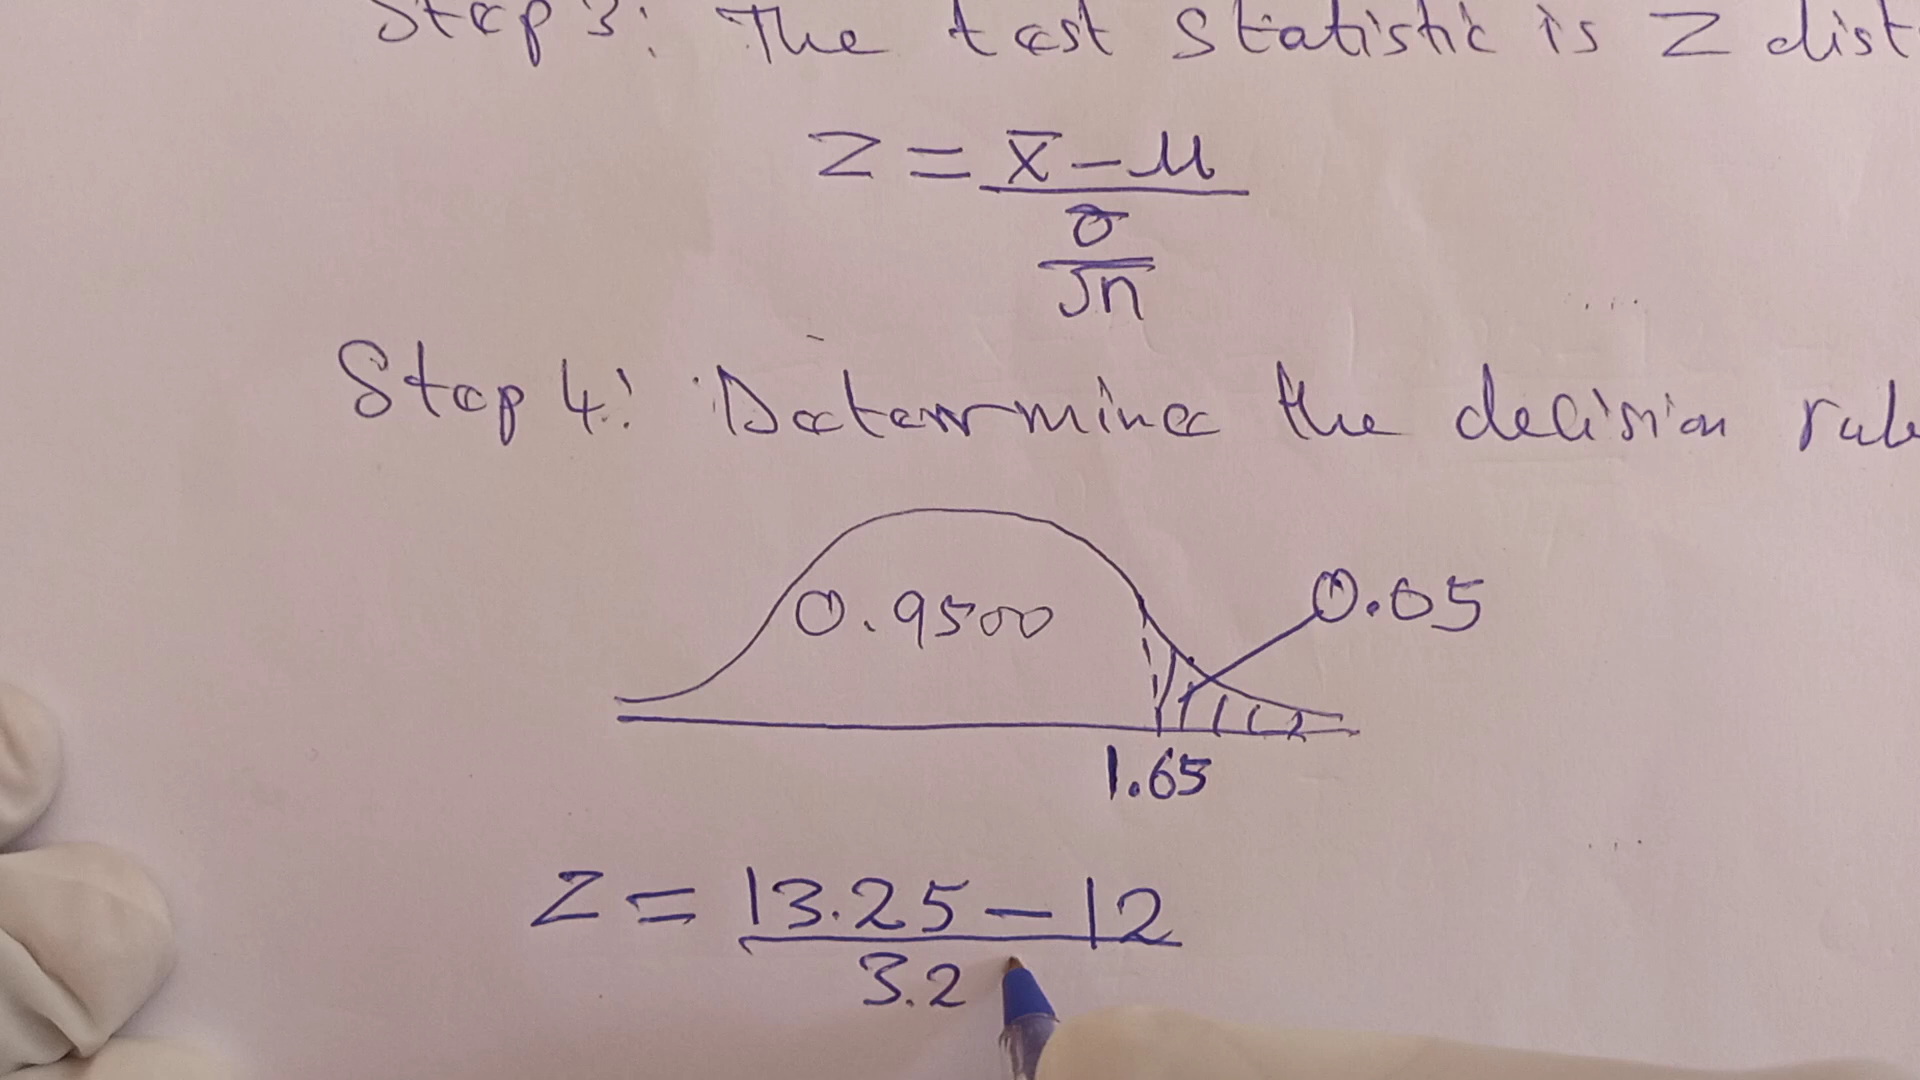 Step 3: The test statistic is Z dist
Z = x̄ - μ
σ
√n
Step 4: Determine the decision rule
0.9500
0.05
1.65
Z = 13.25 - 12
3.2